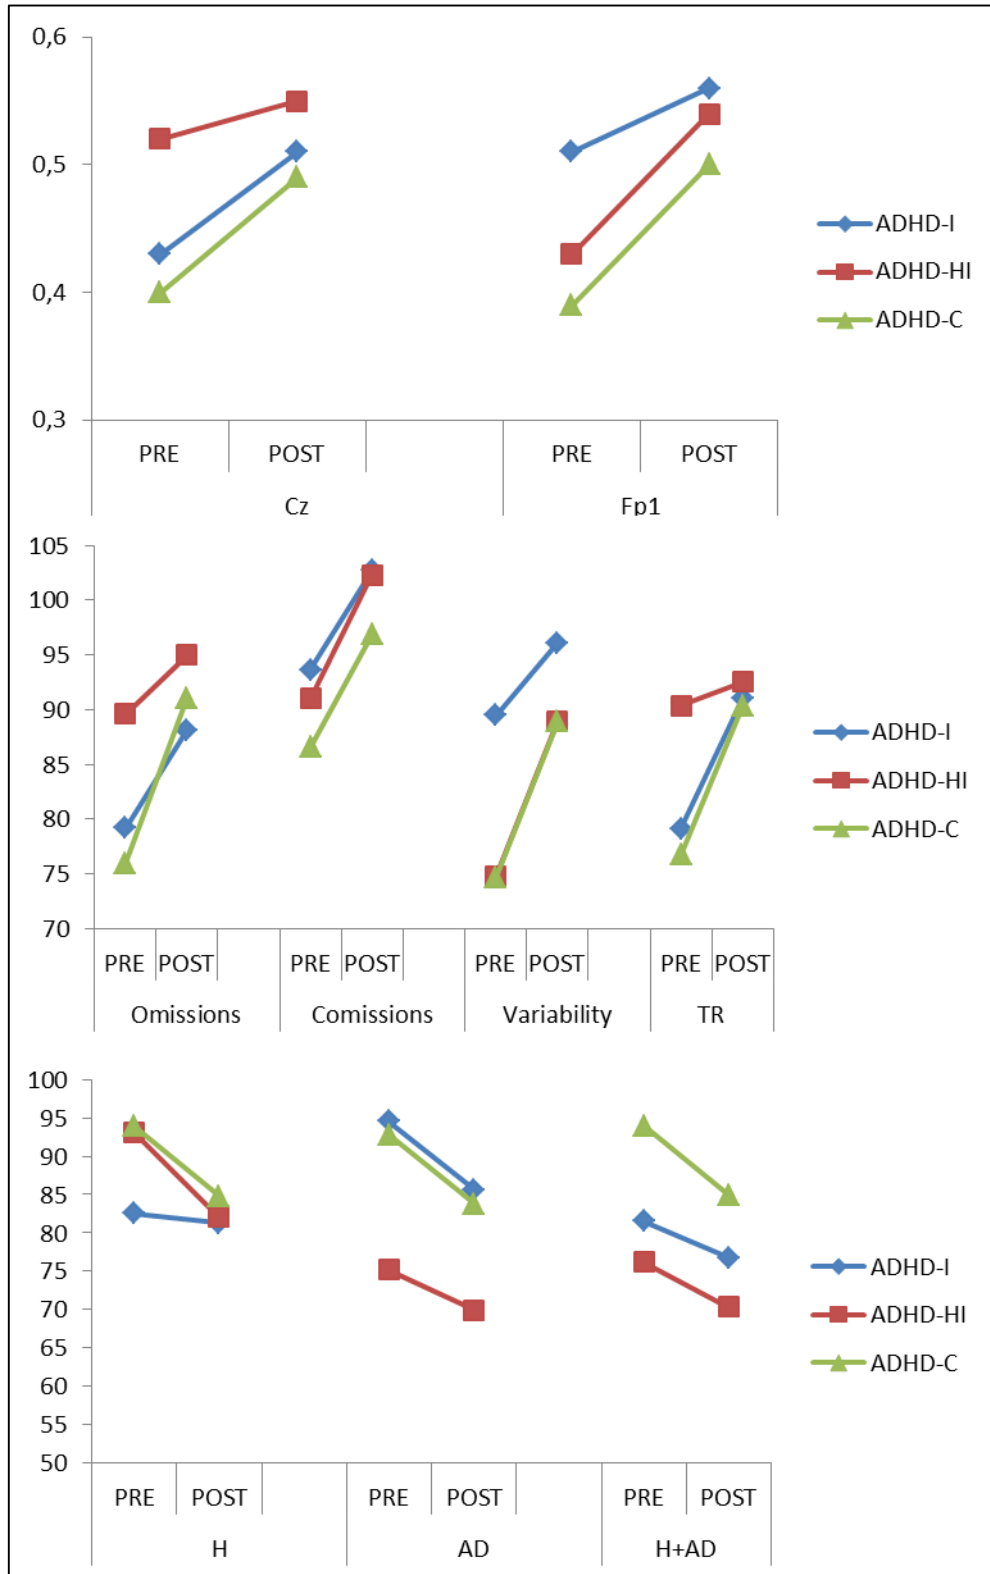 0,6
0,5
0,4
0,3
PRE POST PRE POST
Cz Fp1
ADHD-I
ADHD-HI
ADHD-C
105
100
95
90
85
80
75
70
PRE POST PRE POST PRE POST PRE POST
Omissions Comissions Variability TR
ADHD-I
ADHD-HI
ADHD-C
100
95
90
85
80
75
70
65
60
55
50
PRE POST PRE POST PRE POST
H AD H+AD
ADHD-I
ADHD-HI
ADHD-C